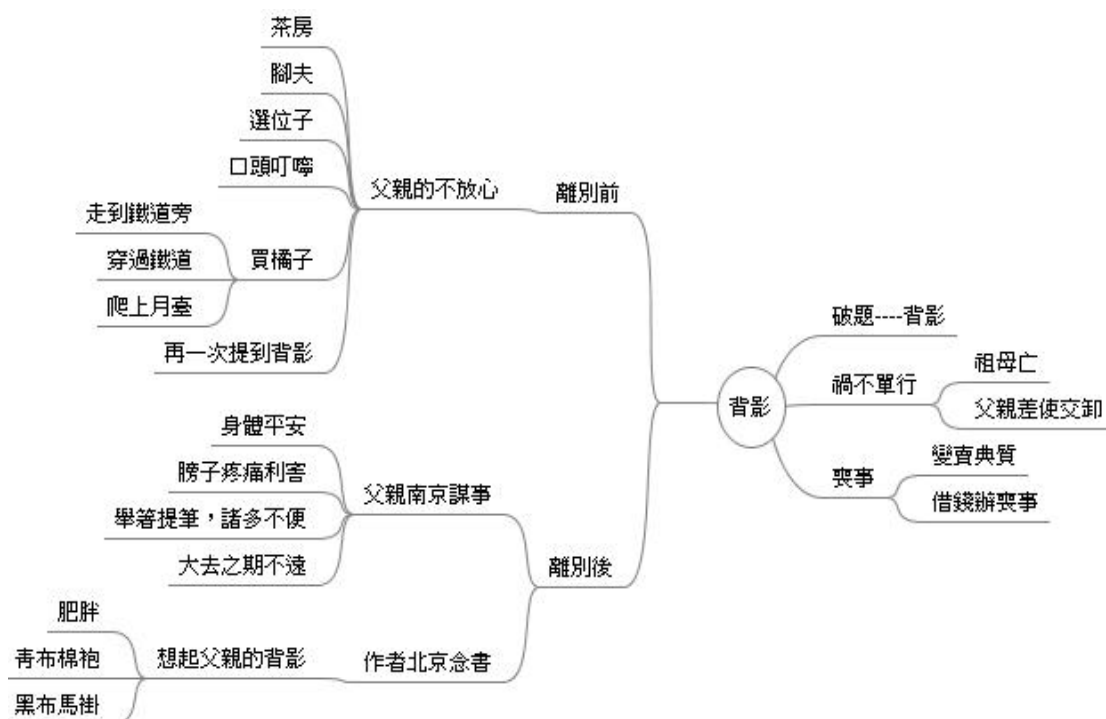 背影
破題----背影
禍不單行
祖母亡
父親差使交卸
喪事
變賣典質
借錢辦喪事
離別前
父親的不放心
茶房
腳夫
選位子
口頭叮嚀
買橘子
走到鐵道旁
穿過鐵道
爬上月臺
再一次提到背影
離別後
父親南京謀事
身體平安
膀子疼痛利害
舉箸提筆，諸多不便
大去之期不遠
作者北京念書
想起父親的背影
肥胖
青布棉袍
黑布馬褂